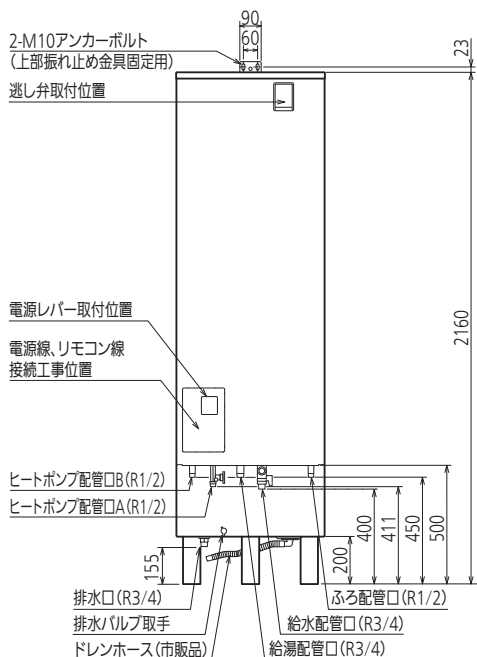 90
60
2-M10アンカーボルト
(上部振れ止め金具固定用)
23
逃し弁取付位置
2160
電源レバー取付位置
電源線、リモコン線
接続工事位置
ヒートポンプ配管口B(R1/2)
ヒートポンプ配管口A(R1/2)
155
200
400
411
450
500
排水口(R3/4)
ふろ配管口(R1/2)
排水バルブ取手
給水配管口(R3/4)
ドレンホース(市販品)
給湯配管口(R3/4)